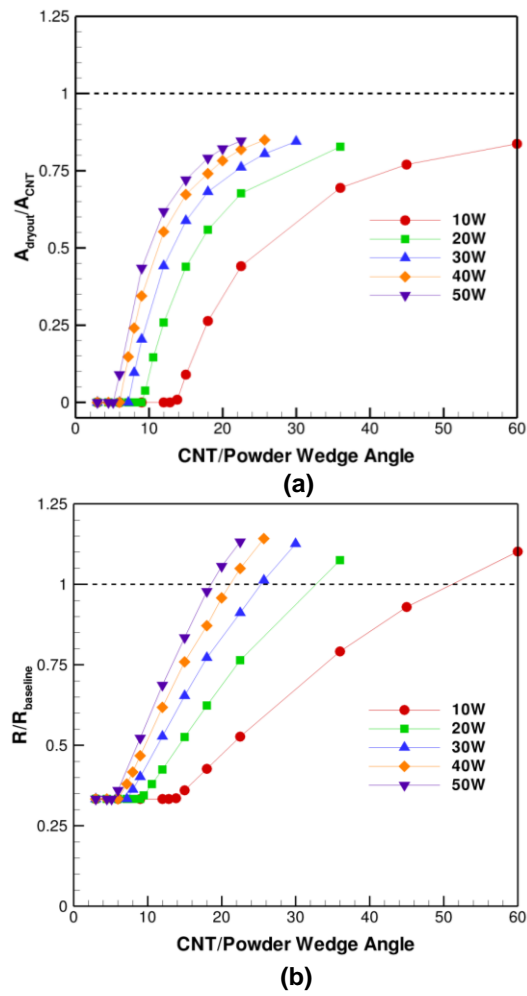 1.25
1
0.75
0.5
0.25
0
A_dryout/A_CNT
10W
20W
30W
40W
50W
0 10 20 30 40 50 60
CNT/Powder Wedge Angle
(a)
1.25
1
0.75
0.5
0.25
0
R/R_baseline
10W
20W
30W
40W
50W
0 10 20 30 40 50 60
CNT/Powder Wedge Angle
(b)